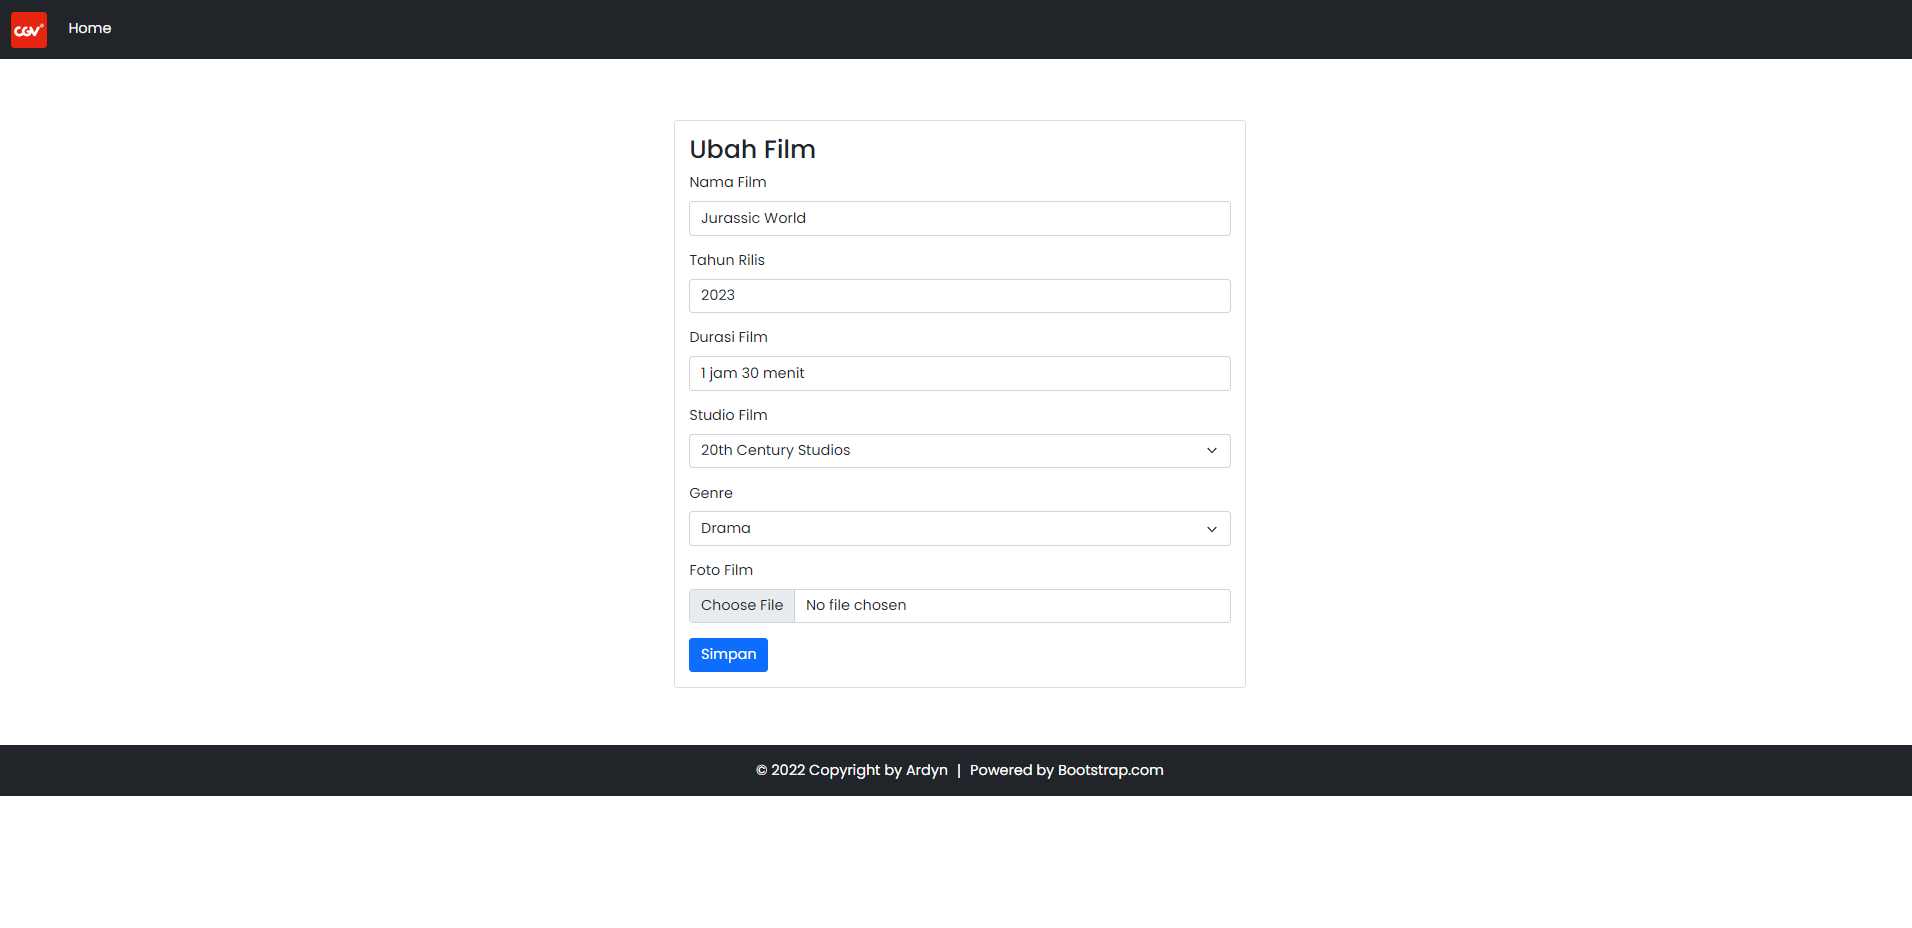 CGV
Home
Ubah Film
Nama Film
Jurassic World
Tahun Rilis
2023
Durasi Film
1 jam 30 menit
Studio Film
20th Century Studios
Genre
Drama
Foto Film
Choose File No file chosen
Simpan
© 2022 Copyright by Ardyn | Powered by Bootstrap.com